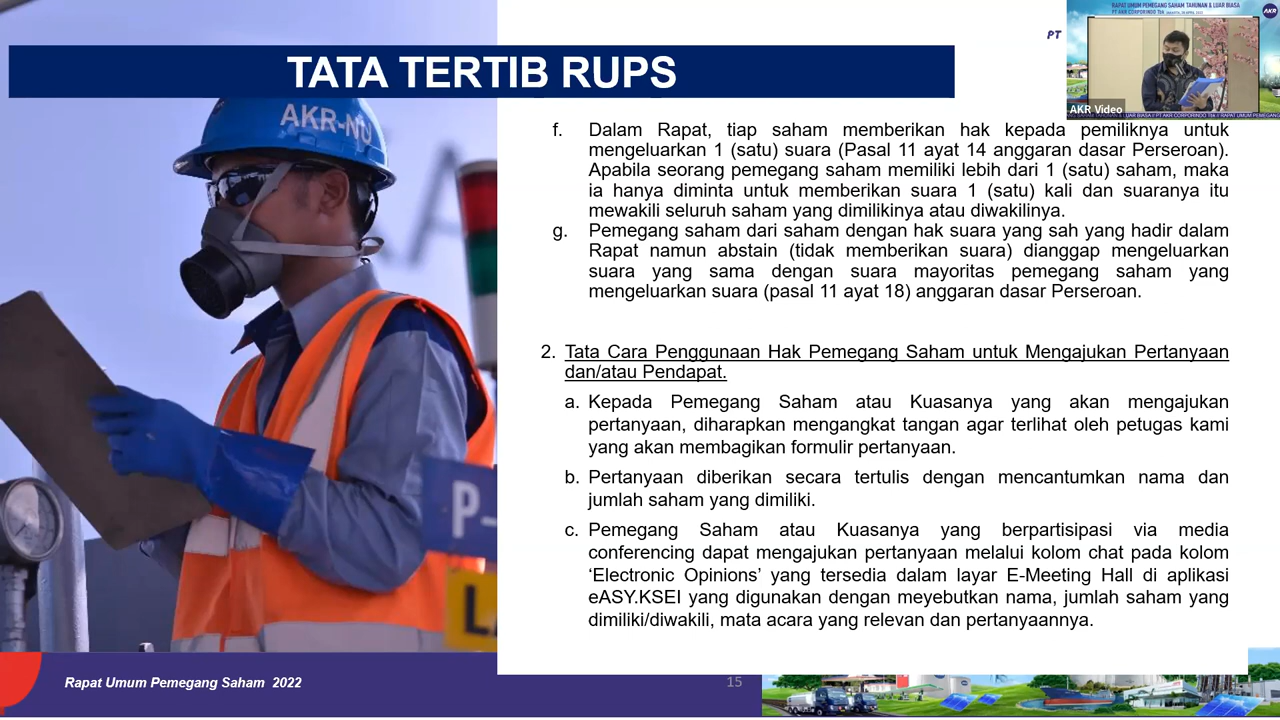 RAPAT UMUM PEMEGANG SAHAM TAHUNAN & LUAR BIASA
PT AKR CORPORINDO Tbk JAKARTA, 28 APRIL 2022
AKR
PT
AKR Video
TATA TERTIB RUPS
AKR-NU
f. Dalam Rapat, tiap saham memberikan hak kepada pemiliknya untuk
mengeluarkan 1 (satu) suara (Pasal 11 ayat 14 anggaran dasar Perseroan).
Apabila seorang pemegang saham memiliki lebih dari 1 (satu) saham, maka
ia hanya diminta untuk memberikan suara 1 (satu) kali dan suaranya itu
mewakili seluruh saham yang dimilikinya atau diwakilinya.
g. Pemegang saham dari saham dengan hak suara yang sah yang hadir dalam
Rapat namun abstain (tidak memberikan suara) dianggap mengeluarkan
suara yang sama dengan suara mayoritas pemegang saham yang
mengeluarkan suara (pasal 11 ayat 18) anggaran dasar Perseroan.
2. Tata Cara Penggunaan Hak Pemegang Saham untuk Mengajukan Pertanyaan
dan/atau Pendapat.
a. Kepada Pemegang Saham atau Kuasanya yang akan mengajukan
pertanyaan, diharapkan mengangkat tangan agar terlihat oleh petugas kami
yang akan membagikan formulir pertanyaan.
b. Pertanyaan diberikan secara tertulis dengan mencantumkan nama dan
jumlah saham yang dimiliki.
c. Pemegang Saham atau Kuasanya yang berpartisipasi via media
conferencing dapat mengajukan pertanyaan melalui kolom chat pada kolom
‘Electronic Opinions’ yang tersedia dalam layar E-Meeting Hall di aplikasi
eASY.KSEI yang digunakan dengan meyebutkan nama, jumlah saham yang
dimiliki/diwakili, mata acara yang relevan dan pertanyaannya.
P-
Rapat Umum Pemegang Saham 2022
15